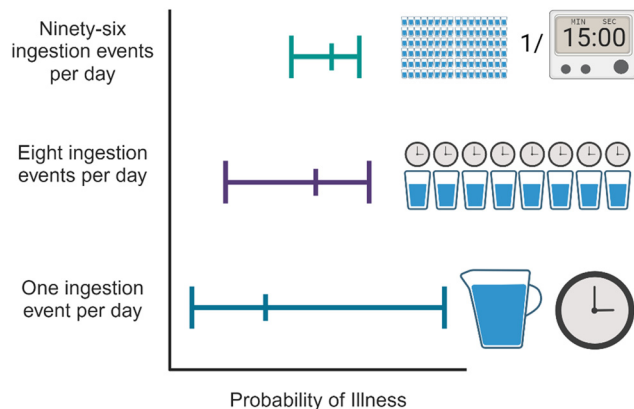 Ninety-six
ingestion events
per day
1/
MIN SEC
15:00
Eight ingestion
events per day
One ingestion
event per day
Probability of Illness